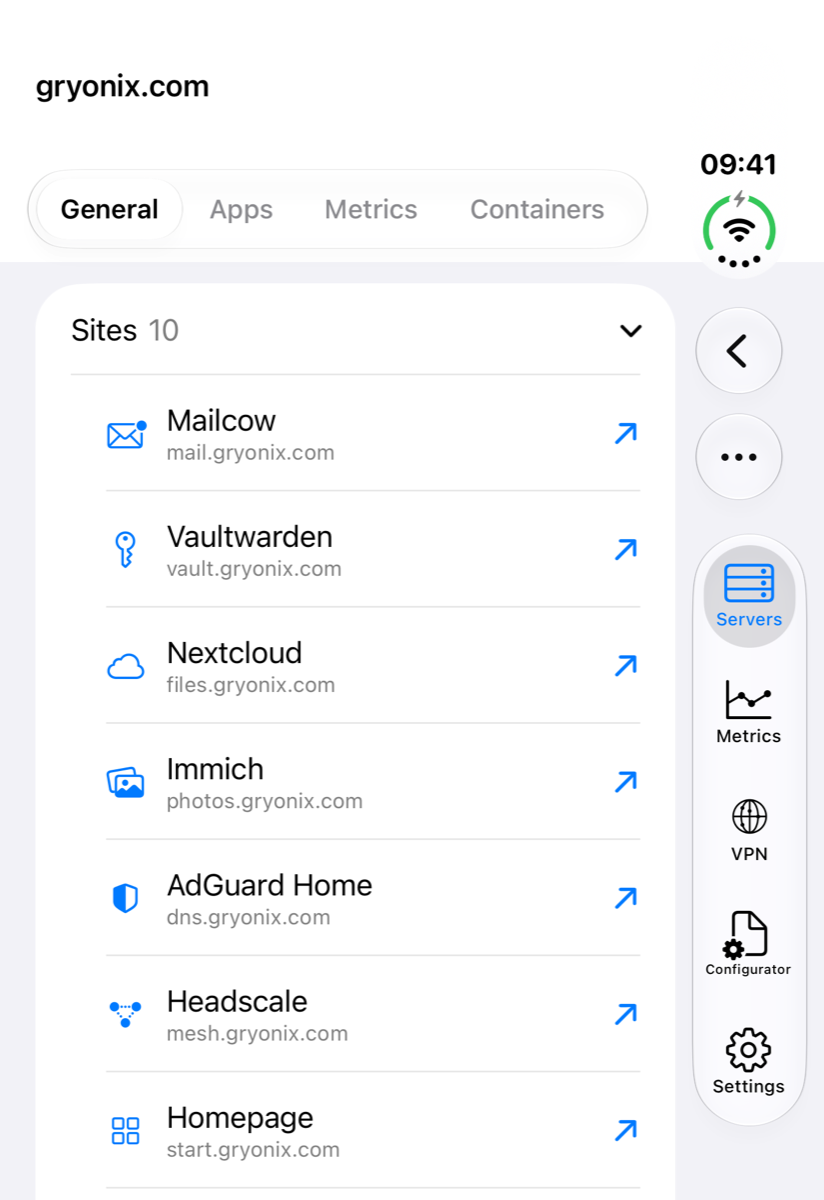 gryonix.com
General Apps Metrics Containers
09:41
Sites 10
Mailcow
mail.gryonix.com
Vaultwarden
vault.gryonix.com
Nextcloud
files.gryonix.com
Immich
photos.gryonix.com
AdGuard Home
dns.gryonix.com
Headscale
mesh.gryonix.com
Homepage
start.gryonix.com
Servers
Metrics
VPN
Configurator
Settings